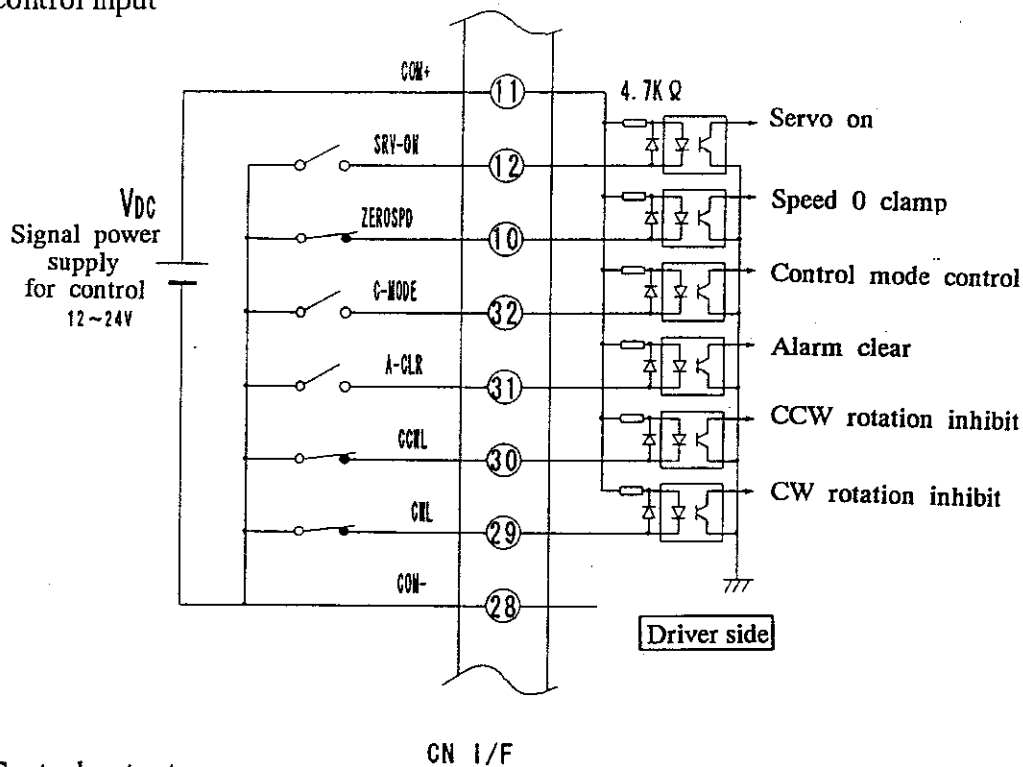 Control input
COM+
11
4.7KΩ
Servo on
SRV-ON
12
Speed 0 clamp
VDC
Signal power
supply
for control
12~24V
ZEROSPD
10
Control mode control
C-MODE
32
Alarm clear
A-CLR
31
CCW rotation inhibit
CCWL
30
CW rotation inhibit
CWL
29
COM-
28
Driver side
CN I/F